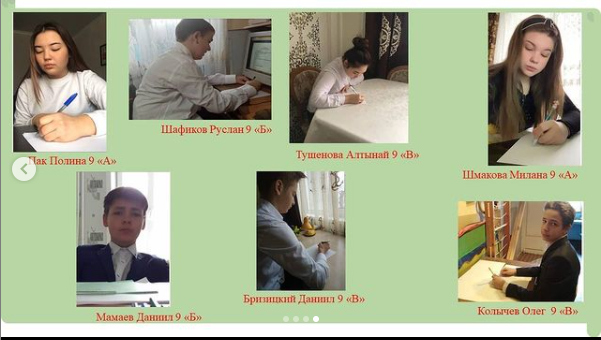 Пак Полина 9 «А»
Шафиков Руслан 9 «Б»
Тушенова Алтынай 9 «В»
Шмакова Милана 9 «А»
Мамаев Даниил 9 «Б»
Бризицкий Даниил 9 «В»
Колычев Олег 9 «В»